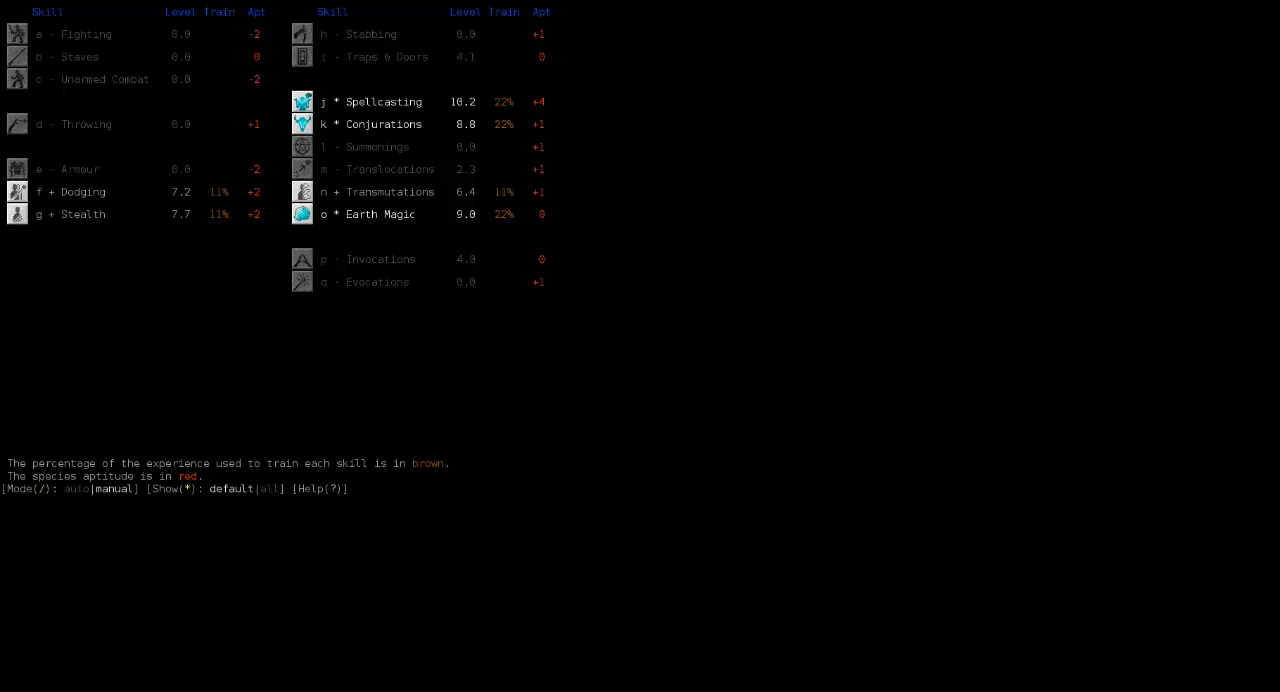 Skill Level Train Apt Skill Level Train Apt
a - Fighting 0.0 -2 h - Stabbing 0.0 +1
b - Staves 0.0 0 i - Traps & Doors 4.1 0
c - Unarmed Combat 0.0 -2
j * Spellcasting 10.2 22% +4
d - Throwing 0.0 +1 k * Conjurations 8.8 22% +1
l - Summonings 0.0 +1
e - Armour 0.0 -2 m - Translocations 2.3 +1
f + Dodging 7.2 11% +2 n + Transmutations 6.4 11% +1
g + Stealth 7.7 11% +2 o * Earth Magic 9.0 22% 0
p - Invocations 4.0 0
q - Evocations 0.0 +1
The percentage of the experience used to train each skill is in brown.
The species aptitude is in red.
[Mode(/): auto|manual] [Show(*): default|all] [Help(?)]